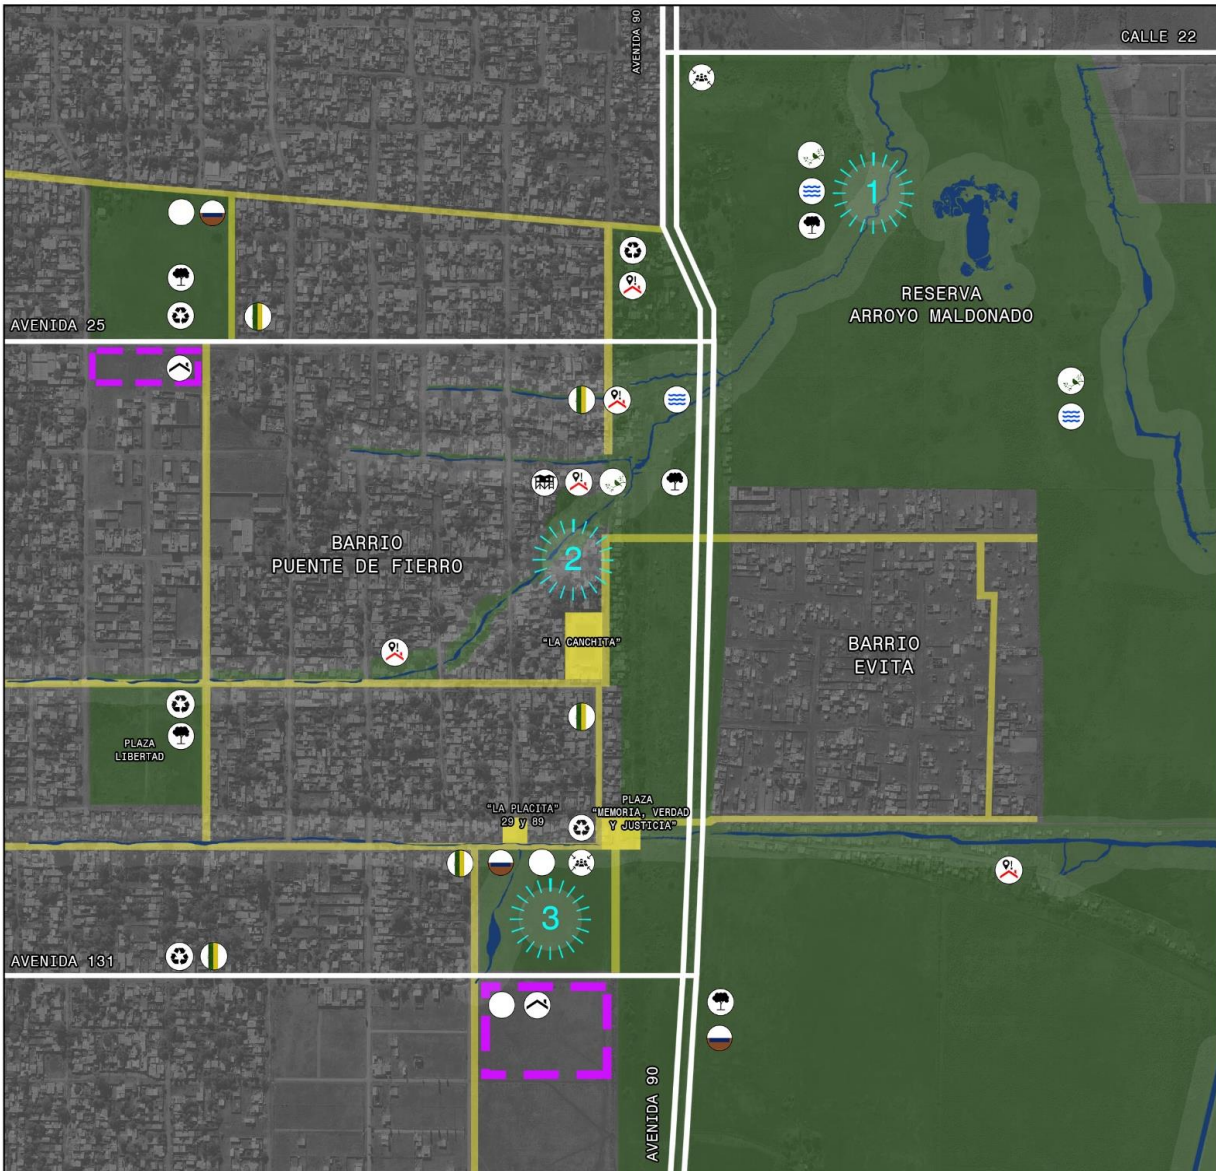 AVENIDA 90
CALLE 22
1
RESERVA
ARROYO MALDONADO
AVENIDA 25
BARRIO
PUENTE DE FIERRO
2
"LA CANCHITA"
BARRIO
EVITA
PLAZA
LIBERTAD
"LA PLACITA"
29 y 89
PLAZA
"MEMORIA, VERDAD
Y JUSTICIA"
3
AVENIDA 131
AVENIDA 90